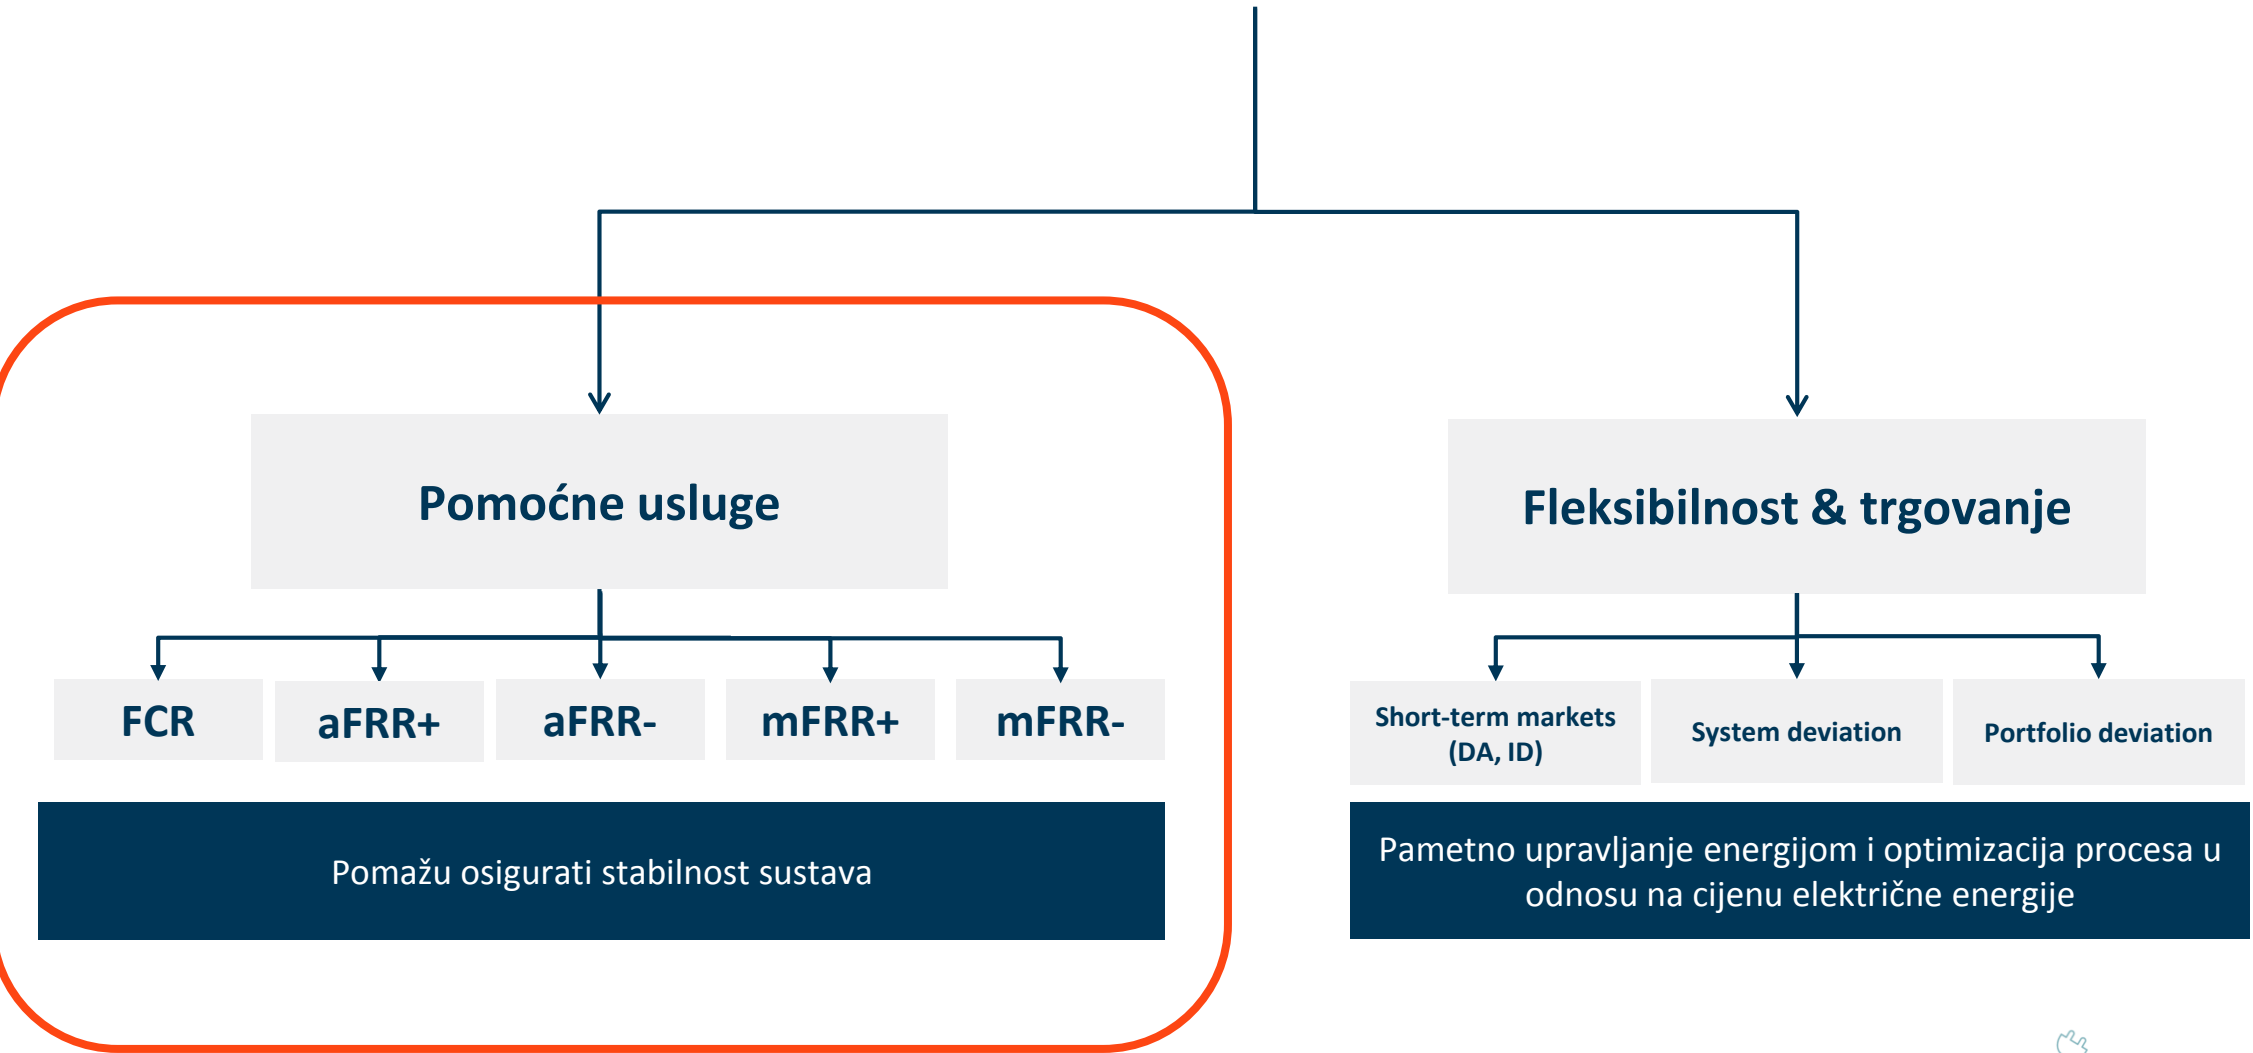 Pomoćne usluge
Fleksibilnost & trgovanje
FCR
aFRR+
aFRR-
mFRR+
mFRR-
Short-term markets
(DA, ID)
System deviation
Portfolio deviation
Pomažu osigurati stabilnost sustava
Pametno upravljanje energijom i optimizacija procesa u
odnosu na cijenu električne energije